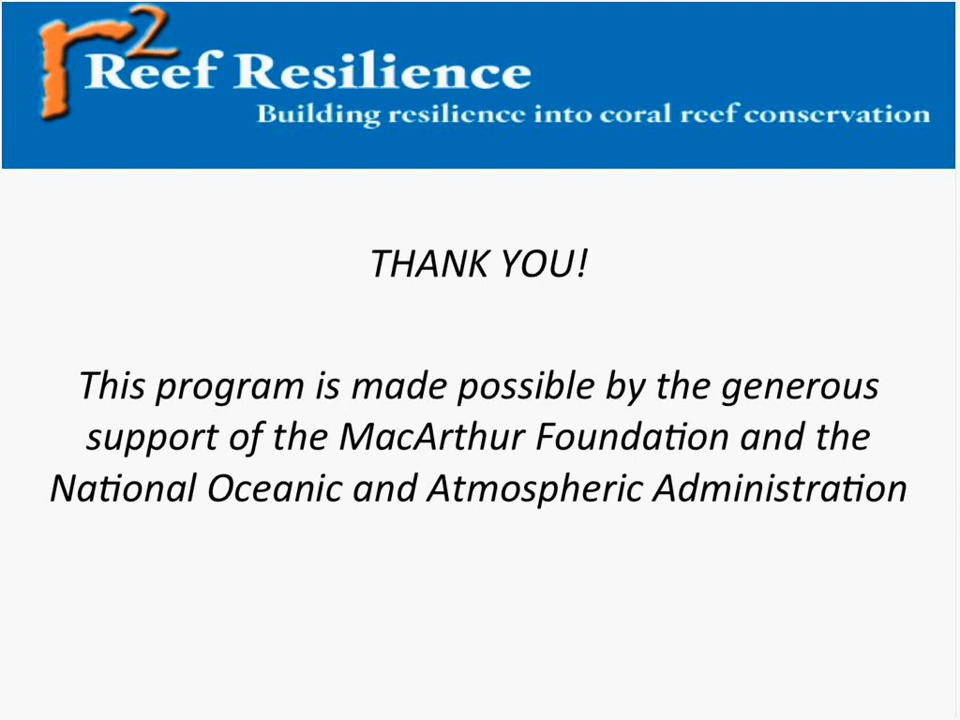 r2
Reef Resilience
Building resilience into coral reef conservation
THANK YOU!
This program is made possible by the generous
support of the MacArthur Foundation and the
National Oceanic and Atmospheric Administration